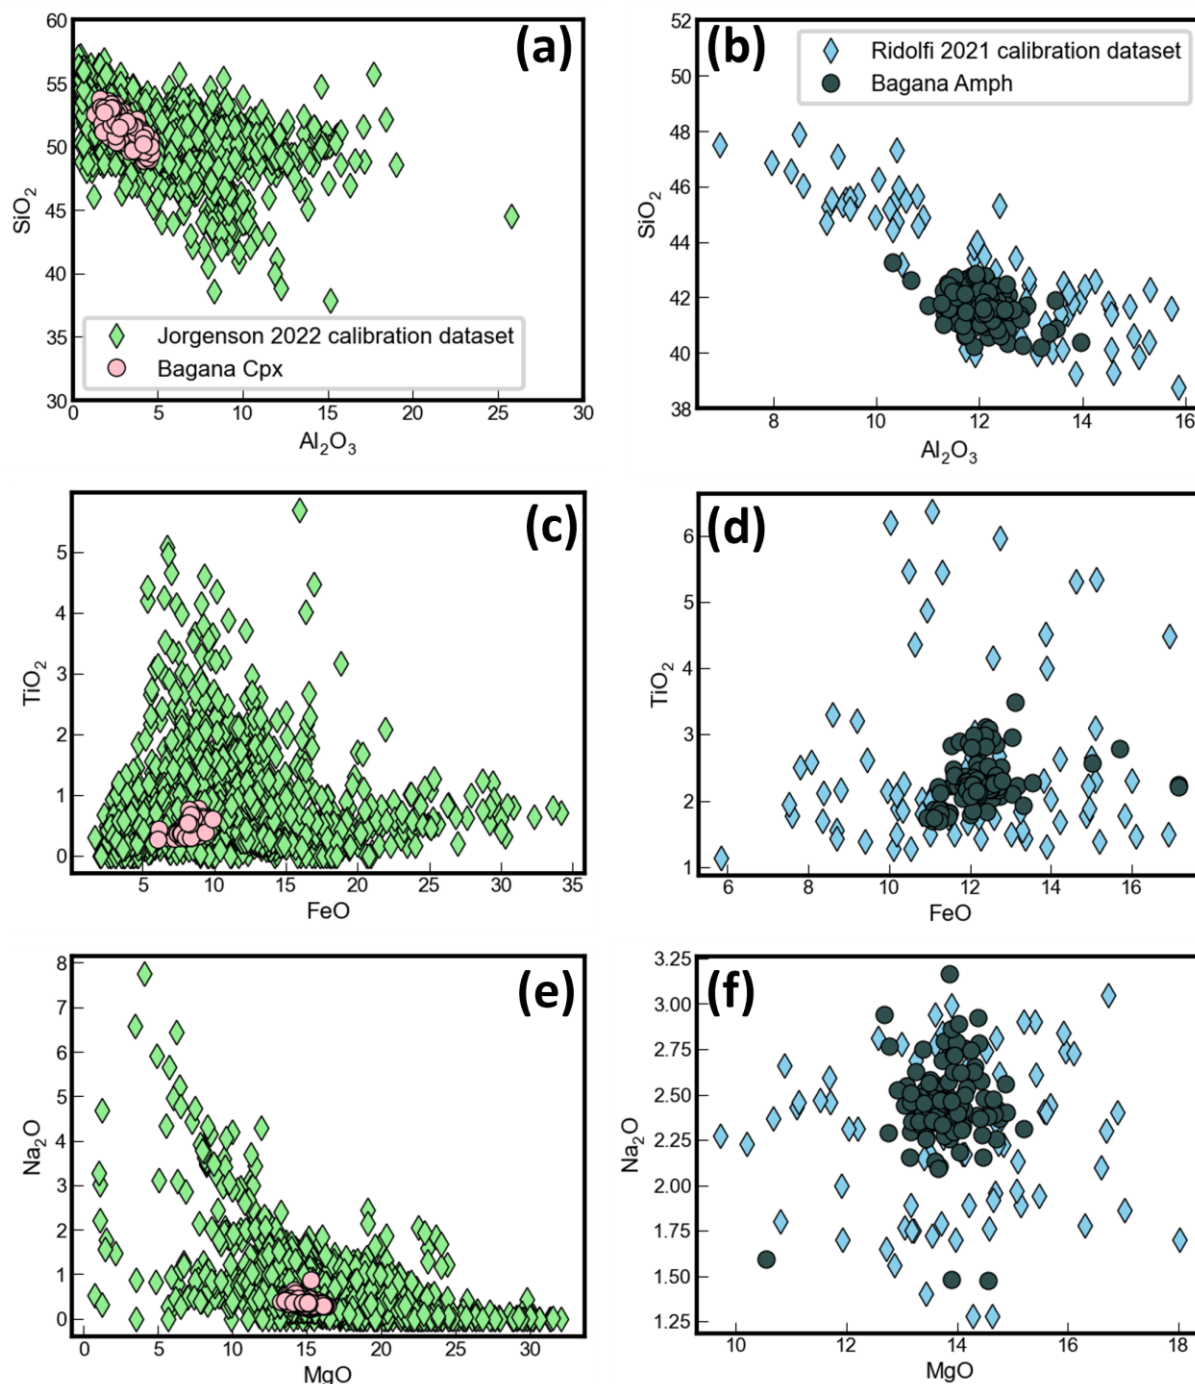 60
55
50
45
40
35
30
SiO₂
(a)
Jorgenson 2022 calibration dataset
Bagana Cpx
0 5 10 15 20 25 30
Al₂O₃
52
50
48
46
44
42
40
38
SiO₂
(b)
Ridolfi 2021 calibration dataset
Bagana Amph
8 10 12 14 16
Al₂O₃
5
4
3
2
1
0
TiO₂
(c)
5 10 15 20 25 30 35
FeO
6
5
4
3
2
1
TiO₂
(d)
6 8 10 12 14 16
FeO
8
7
6
5
4
3
2
1
0
Na₂O
(e)
0 5 10 15 20 25 30
MgO
3.25
3.00
2.75
2.50
2.25
2.00
1.75
1.50
1.25
Na₂O
(f)
10 12 14 16 18
MgO